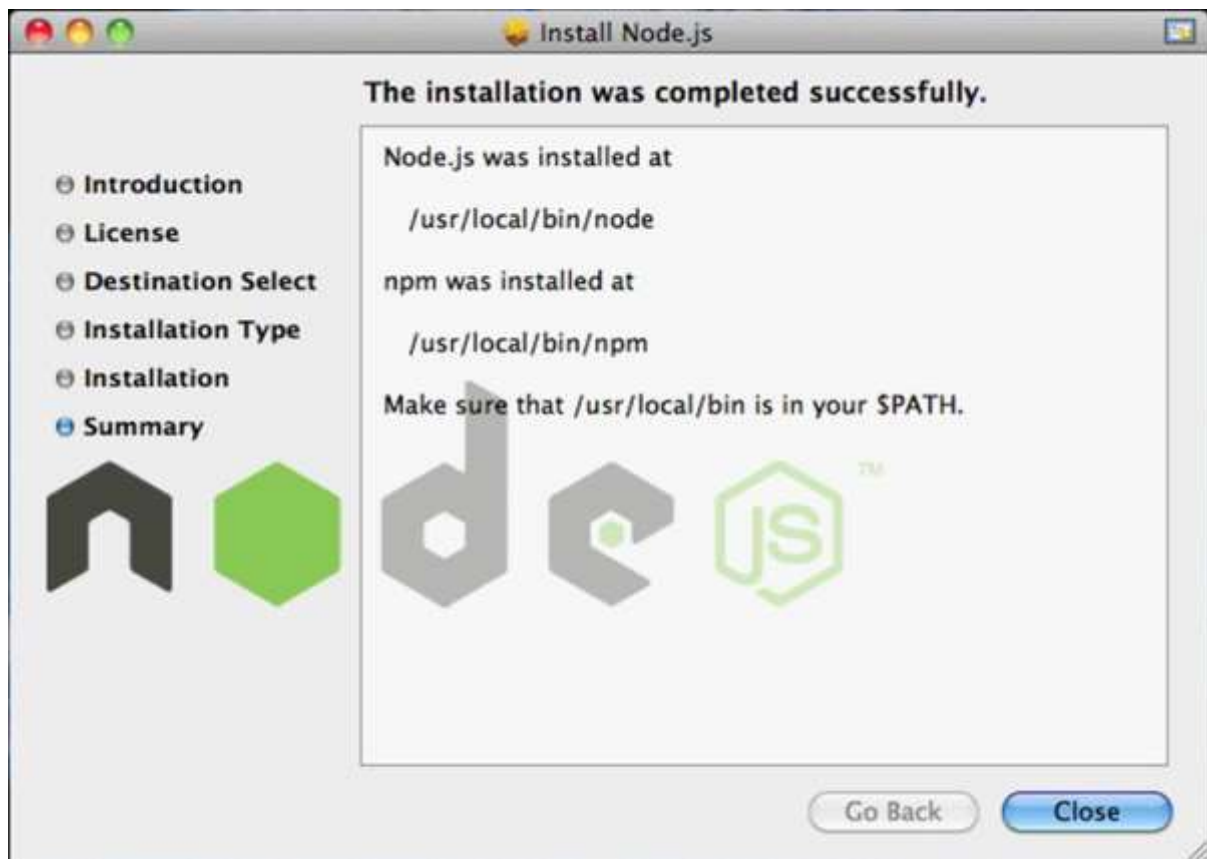 Install Node.js
The installation was completed successfully.
Introduction
License
Destination Select
Installation Type
Installation
Summary
Node.js was installed at
/usr/local/bin/node
npm was installed at
/usr/local/bin/npm
Make sure that /usr/local/bin is in your $PATH.
node JS TM
Go Back
Close